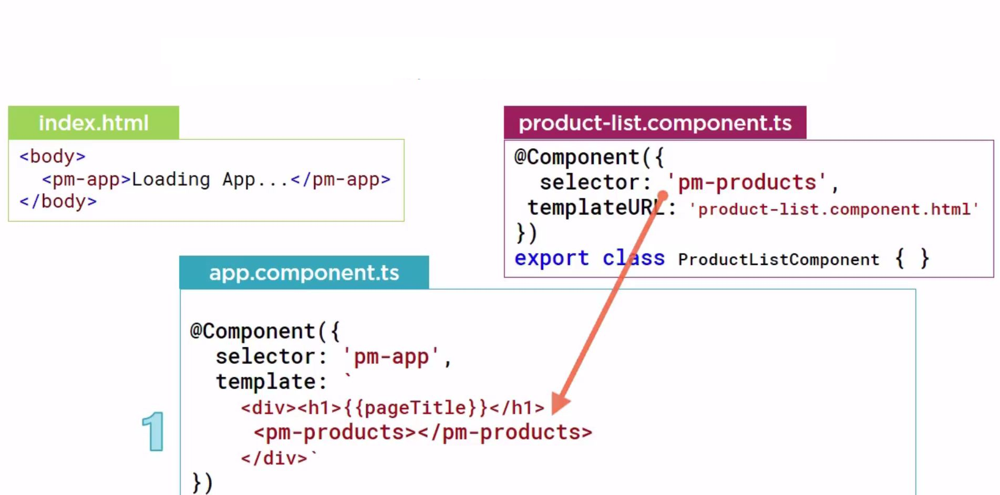 index.html
<body>
<pm-app>Loading App...</pm-app>
</body>
product-list.component.ts
@Component({
selector: 'pm-products',
templateURL: 'product-list.component.html'
})
export class ProductListComponent { }
app.component.ts
@Component({
selector: 'pm-app',
template: `
<div><h1>{{pageTitle}}</h1>
<pm-products></pm-products>
</div>`
})
1